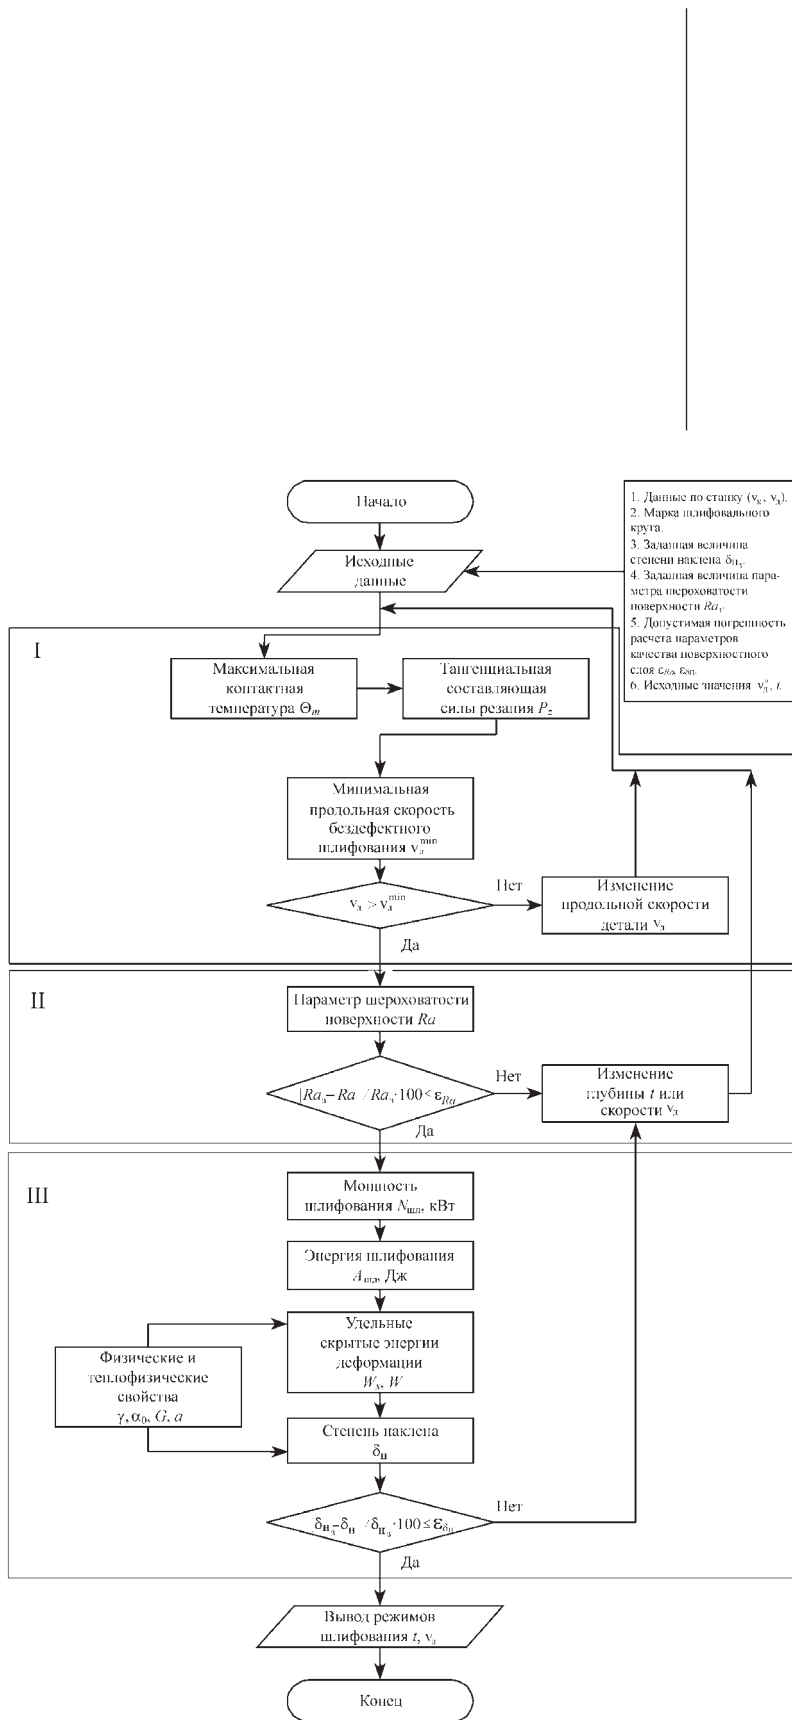 Начало
Исходные
данные
1. Данные по станку (vк, vд).
2. Марка шлифовального
круга.
3. Заданная величина
степени наклепа δнз.
4. Заданная величина пара-
метра шероховатости
поверхности Raз.
5. Допустимая погрешность
расчета параметров
качества поверхностного
слоя εRa, εδн.
6. Исходные значения
I
Максимальная
контактная
температура Θm
Тангенциальная
составляющая
силы резания Pz
Минимальная
продольная скорость
бездефектного
шлифования vдmin
vд > vдmin
Нет
Изменение
продольной скорости
детали vд
Да
II
Параметр шероховатости
поверхности Ra
|Raз–Ra /Raз·100 < εRa
Нет
Изменение
глубины t или
скорости vд
Да
III
Мощность
шлифования Nшл, кВт
Энергия шлифования
Aшл, Дж
Удельные
скрытые энергии
деформации
Ws, W
Физические и
теплофизические
свойства
γ, α0, G, a
Степень наклепа
δн
δнз–δн /δнз·100 ≤ εδн
Нет
Да
Вывод режимов
шлифования t, vд
Конец